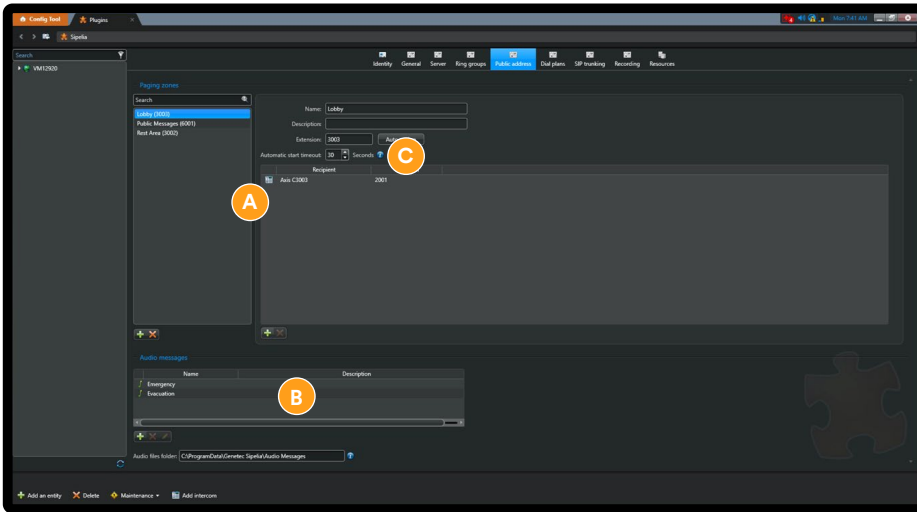 Config Tool
Plugins
Mon 7:41 AM
Sipelia
Search
VM12920
Identity
General
Server
Ring groups
Public address
Dial plans
SIP trunking
Recording
Resources
Paging zones
Search
Lobby (3003)
Public Messages (6001)
Rest Area (3002)
Name: Lobby
Description:
Extension: 3003
Automatic start timeout: 30 Seconds
Recipient
Axis C3003 2001
A
B
C
Audio messages
Name Description
Emergency
Evacuation
Audio files folder: C:\ProgramData\Genetec Sipelia\Audio Messages
Add an entity
Delete
Maintenance
Add intercom